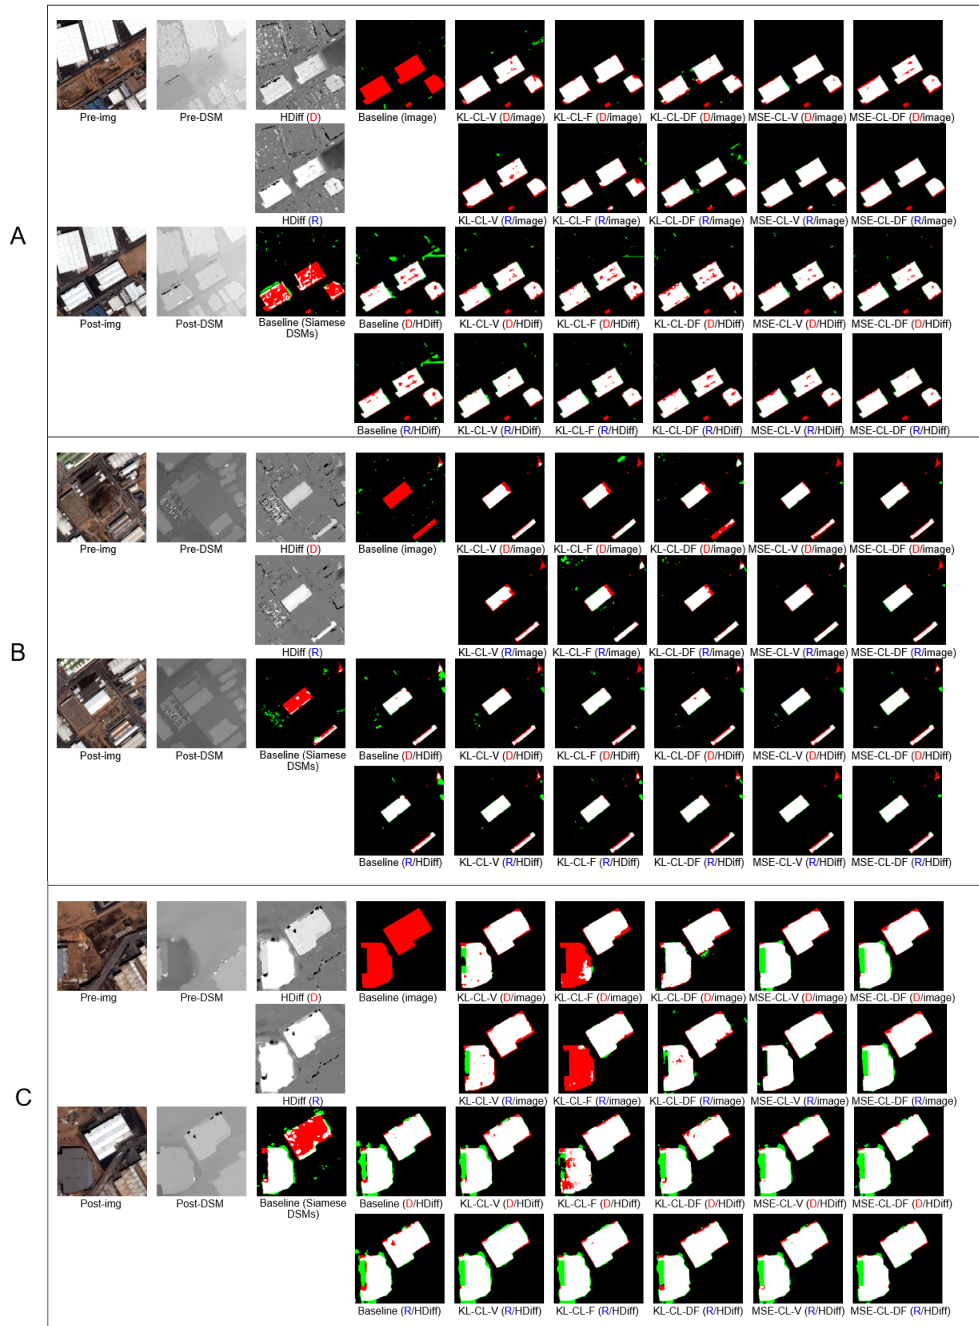 A
Pre-img Pre-DSM HDiff (D) Baseline (image) KL-CL-V (D/image) KL-CL-F (D/image) KL-CL-DF (D/image) MSE-CL-V (D/image) MSE-CL-DF (D/image)
HDiff (R) KL-CL-V (R/image) KL-CL-F (R/image) KL-CL-DF (R/image) MSE-CL-V (R/image) MSE-CL-DF (R/image)
Post-img Post-DSM Baseline (Siamese Baseline (D/HDiff) KL-CL-V (D/HDiff) KL-CL-F (D/HDiff) KL-CL-DF (D/HDiff) MSE-CL-V (D/HDiff) MSE-CL-DF (D/HDiff)
DSMs)
Baseline (R/HDiff) KL-CL-V (R/HDiff) KL-CL-F (R/HDiff) KL-CL-DF (R/HDiff) MSE-CL-V (R/HDiff) MSE-CL-DF (R/HDiff)
B
Pre-img Pre-DSM HDiff (D) Baseline (image) KL-CL-V (D/image) KL-CL-F (D/image) KL-CL-DF (D/image) MSE-CL-V (D/image) MSE-CL-DF (D/image)
HDiff (R) KL-CL-V (R/image) KL-CL-F (R/image) KL-CL-DF (R/image) MSE-CL-V (R/image) MSE-CL-DF (R/image)
Post-img Post-DSM Baseline (Siamese Baseline (D/HDiff) KL-CL-V (D/HDiff) KL-CL-F (D/HDiff) KL-CL-DF (D/HDiff) MSE-CL-V (D/HDiff) MSE-CL-DF (D/HDiff)
DSMs)
Baseline (R/HDiff) KL-CL-V (R/HDiff) KL-CL-F (R/HDiff) KL-CL-DF (R/HDiff) MSE-CL-V (R/HDiff) MSE-CL-DF (R/HDiff)
C
Pre-img Pre-DSM HDiff (D) Baseline (image) KL-CL-V (D/image) KL-CL-F (D/image) KL-CL-DF (D/image) MSE-CL-V (D/image) MSE-CL-DF (D/image)
HDiff (R) KL-CL-V (R/image) KL-CL-F (R/image) KL-CL-DF (R/image) MSE-CL-V (R/image) MSE-CL-DF (R/image)
Post-img Post-DSM Baseline (Siamese Baseline (D/HDiff) KL-CL-V (D/HDiff) KL-CL-F (D/HDiff) KL-CL-DF (D/HDiff) MSE-CL-V (D/HDiff) MSE-CL-DF (D/HDiff)
DSMs)
Baseline (R/HDiff) KL-CL-V (R/HDiff) KL-CL-F (R/HDiff) KL-CL-DF (R/HDiff) MSE-CL-V (R/HDiff) MSE-CL-DF (R/HDiff)